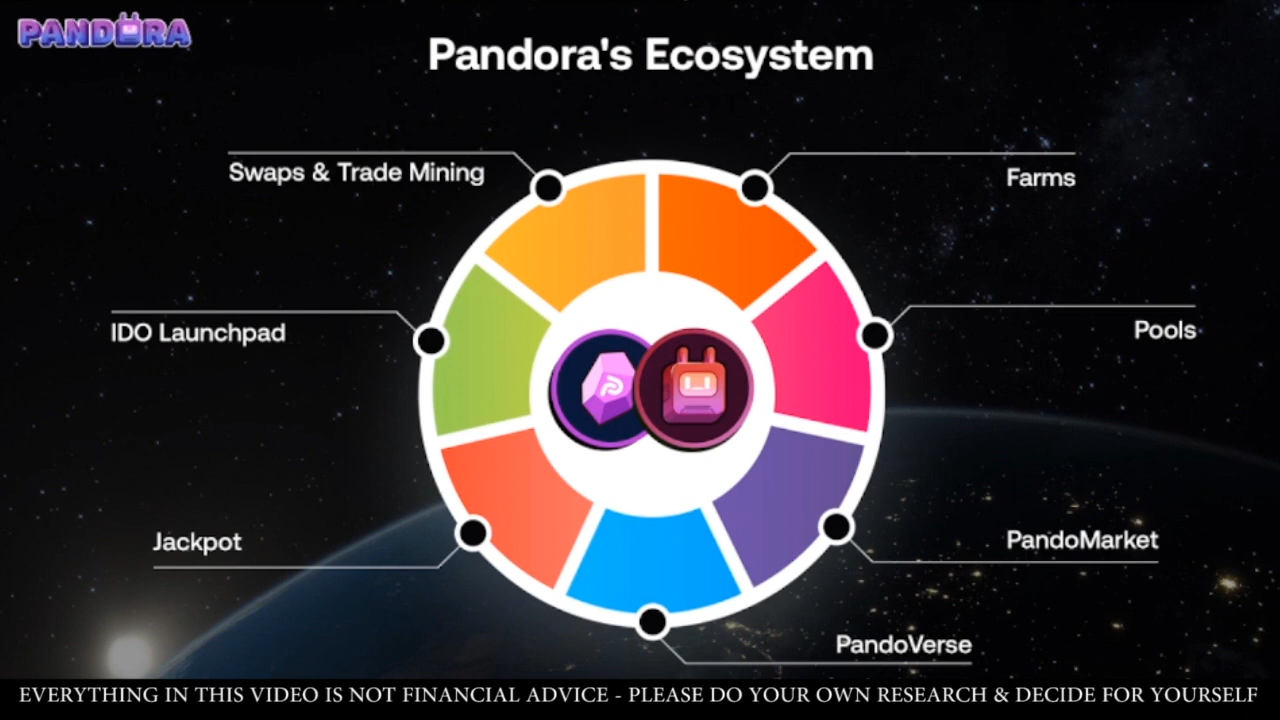 PANDORA
Pandora's Ecosystem
Swaps & Trade Mining
Farms
IDO Launchpad
Pools
Jackpot
PandoMarket
PandoVerse
EVERYTHING IN THIS VIDEO IS NOT FINANCIAL ADVICE - PLEASE DO YOUR OWN RESEARCH & DECIDE FOR YOURSELF